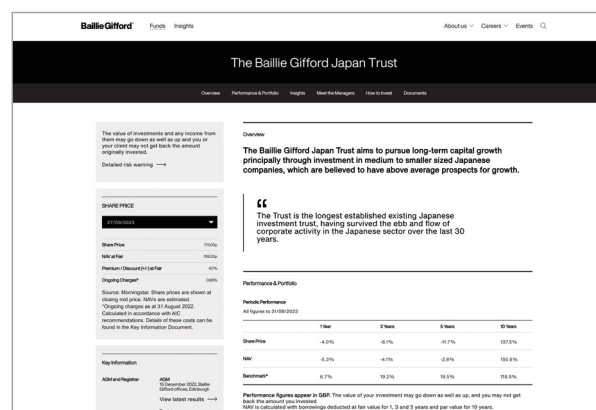 Baillie Gifford
Funds
Insights
About us
Careers
Events
The Baillie Gifford Japan Trust
Overview
Performance & Portfolio
Insights
Meet the Managers
How to Invest
Documents
The value of investments and any income from
them may go down as well as up and you or
your client may not get back the amount
originally invested.
Detailed risk warning
SHARE PRICE
27/09/2023
Share Price
NAV at Fair
Premium / Discount (+/-) at Fair
Ongoing Charges*
Source: Morningstar. Share prices are shown at
closing mid price. NAVs are estimated.
*Ongoing charges as at 31 August 2022.
Calculated in accordance with AIC
recommendations. Details of these costs can be
found in the Key Information Document.
Key Information
AGM and Registrar
AGM
15 December 2022, Baillie
Gifford offices, Edinburgh
View latest results
Overview
The Baillie Gifford Japan Trust aims to pursue long-term capital growth
principally through investment in medium to smaller sized Japanese
companies, which are believed to have above average prospects for growth.
“
The Trust is the longest established existing Japanese
investment trust, having survived the ebb and flow of
corporate activity in the Japanese sector over the last 30
years.
Performance & Portfolio
Periodic Performance
All figures to 31/08/2023
1 Year 3 Years 5 Years 10 Years
Share Price -4.0% -8.1% -11.7% 137.5%
NAV -5.3% -4.1% -2.8% 150.6%
Benchmark* 6.7% 19.2% 18.5% 118.9%
Performance figures appear in GBP. The value of your investment may go down as well as up, and you may not get
back the amount you invested.
NAV is calculated with borrowings deducted at fair value for 1, 3 and 5 years and par value for 10 years.